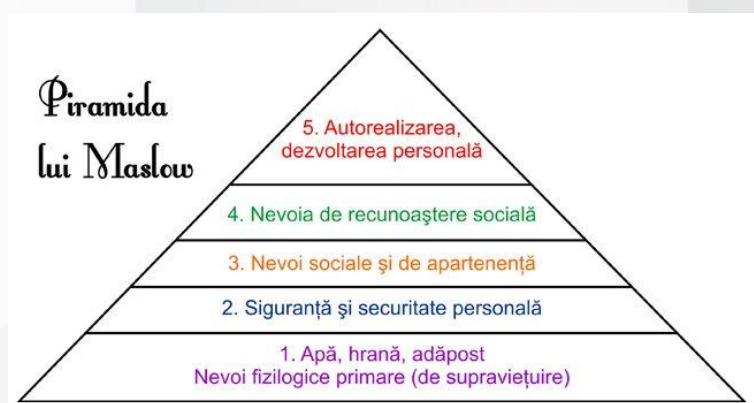 Piramida
lui Maslow
5. Autorealizarea,
dezvoltarea personală
4. Nevoia de recunoaştere socială
3. Nevoi sociale şi de apartenență
2. Siguranță şi securitate personală
1. Apă, hrană, adăpost
Nevoi fizilogice primare (de supraviețuire)